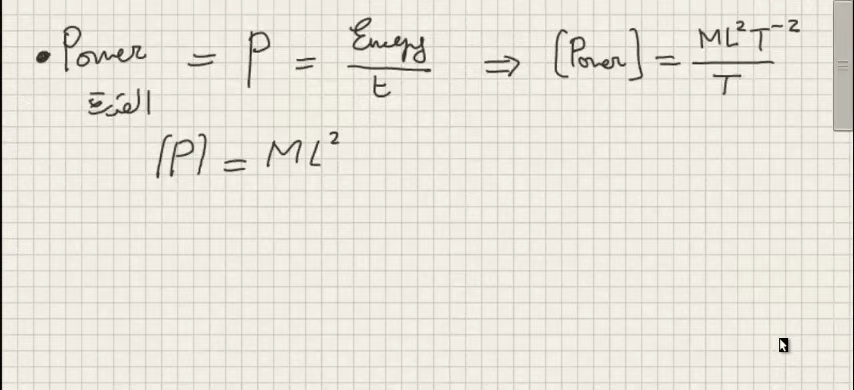 • Power = P = Energy / t ⇒ [Power] = ML²T⁻² / T
القدرة
[P] = ML²